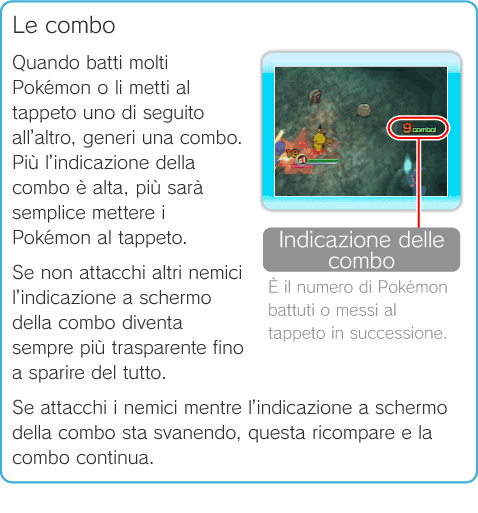 Le combo
Quando batti molti
Pokémon o li metti al
tappeto uno di seguito
all'altro, generi una combo.
Più l'indicazione della
combo è alta, più sarà
semplice mettere i
Pokémon al tappeto.
Se non attacchi altri nemici
l'indicazione a schermo
della combo diventa
sempre più trasparente fino
a sparire del tutto.
9 combo!
Indicazione delle
combo
È il numero di Pokémon
battuti o messi al
tappeto in successione.
Se attacchi i nemici mentre l'indicazione a schermo
della combo sta svanendo, questa ricompare e la
combo continua.